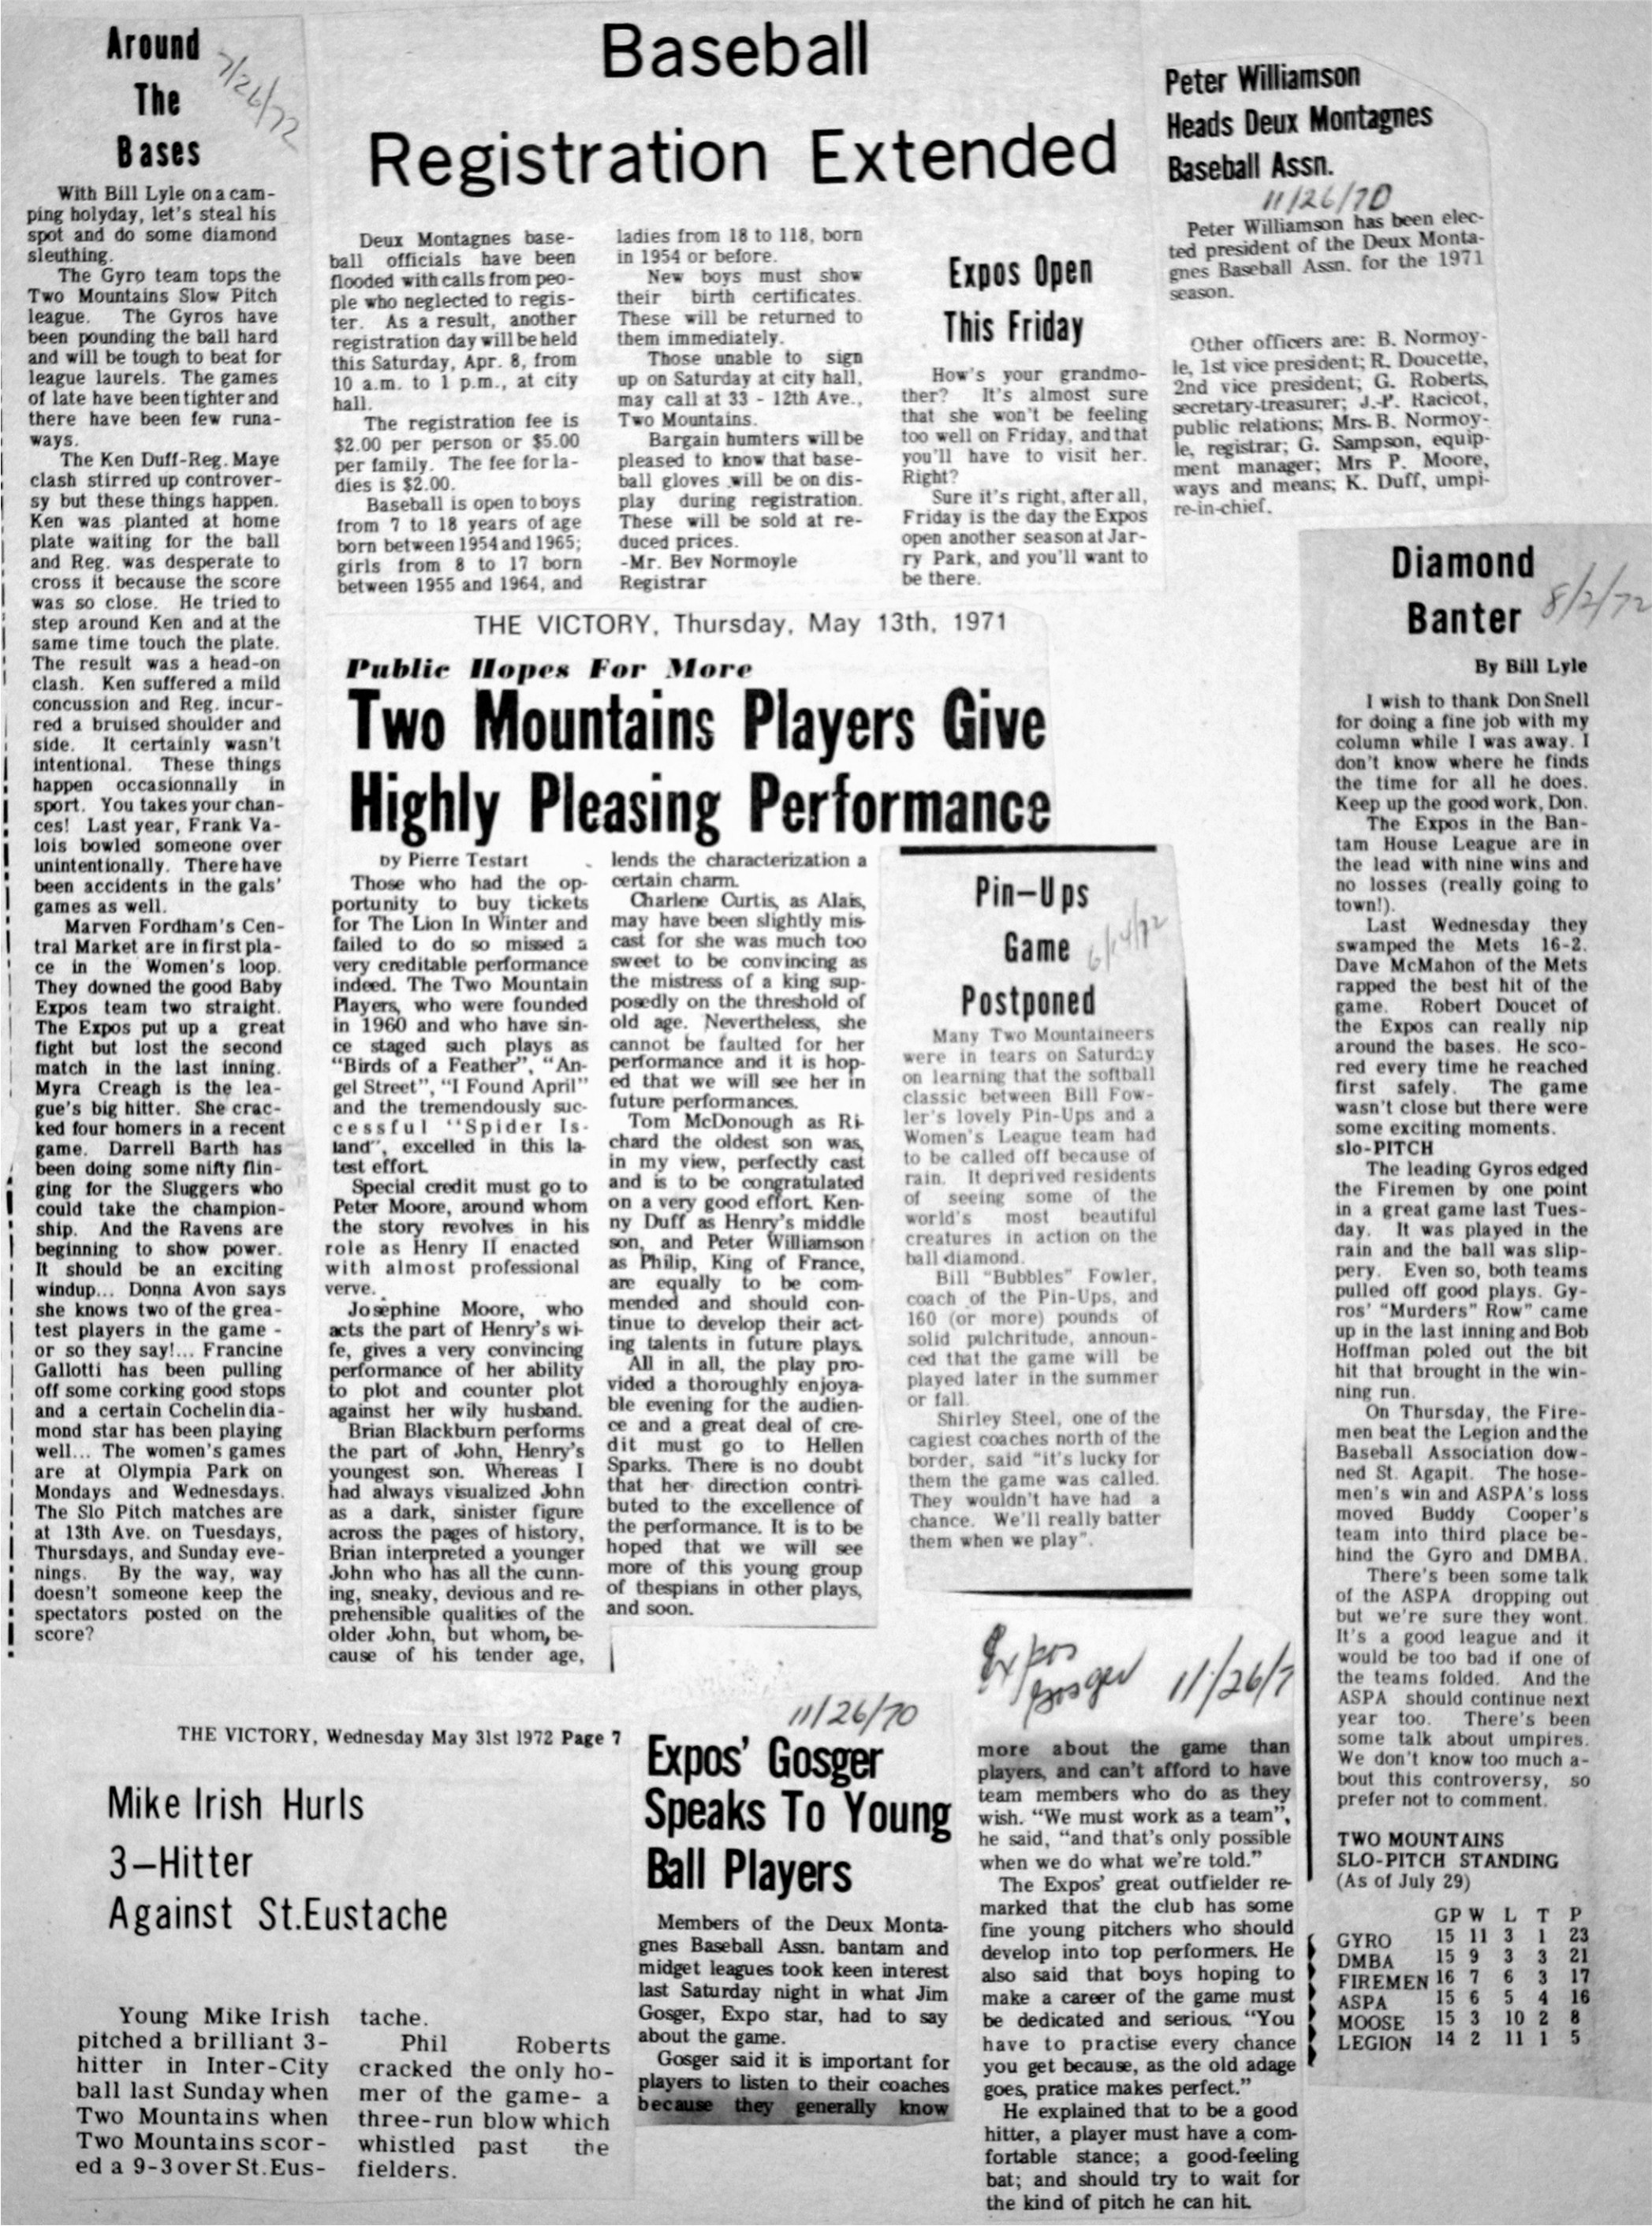 Around
The
Bases
7/26/72
With Bill Lyle on a cam-
ping holyday, let's steal his
spot and do some diamond
sleuthing.
The Gyro team tops the
Two Mountains Slow Pitch
league. The Gyros have
been pounding the ball hard
and will be tough to beat for
league laurels. The games
of late have been tighter and
there have been few runa-
ways.
The Ken Duff-Reg. Maye
clash stirred up controver-
sy but these things happen.
Ken was planted at home
plate waiting for the ball
and Reg. was desperate to
cross it because the score
was so close. He tried to
step around Ken and at the
same time touch the plate.
The result was a head-on
clash. Ken suffered a mild
concussion and Reg. incur-
red a bruised shoulder and
side. It certainly wasn't
intentional. These things
happen occasionnally in
sport. You takes your chan-
ces! Last year, Frank Va-
lois bowled someone over
unintentionally. There have
been accidents in the gals'
games as well.
Marven Fordham's Cen-
tral Market are in first pla-
ce in the Women's loop.
They downed the good Baby
Expos team two straight.
The Expos put up a great
fight but lost the second
match in the last inning.
Myra Creagh is the lea-
gue's big hitter. She crac-
ked four homers in a recent
game. Darrell Barth has
been doing some nifty flin-
ging for the Sluggers who
could take the champion-
ship. And the Ravens are
beginning to show power.
It should be an exciting
windup... Donna Avon says
she knows two of the grea-
test players in the game -
or so they say!... Francine
Gallotti has been pulling
off some corking good stops
and a certain Cochelin dia-
mond star has been playing
well... The women's games
are at Olympia Park on
Mondays and Wednesdays.
The Slo Pitch matches are
at 13th Ave. on Tuesdays,
Thursdays, and Sunday eve-
nings. By the way, way
doesn't someone keep the
spectators posted on the
score?
Baseball
Registration Extended
Deux Montagnes base-
ball officials have been
flooded with calls from peo-
ple who neglected to regis-
ter. As a result, another
registration day will be held
this Saturday, Apr. 8, from
10 a.m. to 1 p.m., at city
hall.
The registration fee is
$2.00 per person or $5.00
per family. The fee for la-
dies is $2.00.
Baseball is open to boys
from 7 to 18 years of age
born between 1954 and 1965;
girls from 8 to 17 born
between 1955 and 1964, and
ladies from 18 to 118, born
in 1954 or before.
New boys must show
their birth certificates.
These will be returned to
them immediately.
Those unable to sign
up on Saturday at city hall,
may call at 33 - 12th Ave.,
Two Mountains.
Bargain humters will be
pleased to know that base-
ball gloves will be on dis-
play during registration.
These will be sold at re-
duced prices.
-Mr. Bev Normoyle
Registrar
Expos Open
This Friday
How's your grandmo-
ther? It's almost sure
that she won't be feeling
too well on Friday, and that
you'll have to visit her.
Right?
Sure it's right, after all,
Friday is the day the Expos
open another season at Jar-
ry Park, and you'll want to
be there.
Peter Williamson
Heads Deux Montagnes
Baseball Assn.
11/26/70
Peter Williamson has been elec-
ted president of the Deux Monta-
gnes Baseball Assn. for the 1971
season.
Other officers are: B. Normoy-
le, 1st vice president; R. Doucette,
2nd vice president; G. Roberts,
secretary-treasurer; J.-P. Racicot,
public relations; Mrs. B. Normoy-
le, registrar; G. Sampson, equip-
ment manager; Mrs P. Moore,
ways and means; K. Duff, umpi-
re-in-chief.
THE VICTORY, Thursday, May 13th, 1971
Public Hopes For More
Two Mountains Players Give
Highly Pleasing Performance
by Pierre Testart
Those who had the op-
portunity to buy tickets
for The Lion In Winter and
failed to do so missed a
very creditable performance
indeed. The Two Mountain
Players, who were founded
in 1960 and who have sin-
ce staged such plays as
"Birds of a Feather", "An-
gel Street", "I Found April"
and the tremendously suc-
cessful "Spider Is-
land", excelled in this la-
test effort.
Special credit must go to
Peter Moore, around whom
the story revolves in his
role as Henry II enacted
with almost professional
verve.
Josephine Moore, who
acts the part of Henry's wi-
fe, gives a very convincing
performance of her ability
to plot and counter plot
against her wily husband.
Brian Blackburn performs
the part of John, Henry's
youngest son. Whereas I
had always visualized John
as a dark, sinister figure
across the pages of history,
Brian interpreted a younger
John who has all the cunn-
ing, sneaky, devious and re-
prehensible qualities of the
older John, but whom, be-
cause of his tender age,
lends the characterization a
certain charm.
Charlene Curtis, as Alais,
may have been slightly mis-
cast for she was much too
sweet to be convincing as
the mistress of a king sup-
posedly on the threshold of
old age. Nevertheless, she
cannot be faulted for her
performance and it is hop-
ed that we will see her in
future performances.
Tom McDonough as Ri-
chard the oldest son was,
in my view, perfectly cast
and is to be congratulated
on a very good effort. Ken-
ny Duff as Henry's middle
son, and Peter Williamson
as Philip, King of France,
are equally to be com-
mended and should con-
tinue to develop their act-
ing talents in future plays.
All in all, the play pro-
vided a thoroughly enjoya-
ble evening for the audien-
ce and a great deal of cre-
dit must go to Hellen
Sparks. There is no doubt
that her direction contri-
buted to the excellence of
the performance. It is to be
hoped that we will see
more of this young group
of thespians in other plays,
and soon.
Pin-Ups
Game
Postponed
6/14/72
Many Two Mountaineers
were in tears on Saturday
on learning that the softball
classic between Bill Fow-
ler's lovely Pin-Ups and a
Women's League team had
to be called off because of
rain. It deprived residents
of seeing some of the
world's most beautiful
creatures in action on the
ball diamond.
Bill "Bubbles" Fowler,
coach of the Pin-Ups, and
160 (or more) pounds of
solid pulchritude, announ-
ced that the game will be
played later in the summer
or fall.
Shirley Steel, one of the
cagiest coaches north of the
border, said "it's lucky for
them the game was called.
They wouldn't have had a
chance. We'll really batter
them when we play".
Diamond
Banter
8/2/72
By Bill Lyle
I wish to thank Don Snell
for doing a fine job with my
column while I was away. I
don't know where he finds
the time for all he does.
Keep up the good work, Don.
The Expos in the Ban-
tam House League are in
the lead with nine wins and
no losses (really going to
town!).
Last Wednesday they
swamped the Mets 16-2.
Dave McMahon of the Mets
rapped the best hit of the
game. Robert Doucet of
the Expos can really nip
around the bases. He sco-
red every time he reached
first safely. The game
wasn't close but there were
some exciting moments.
slo-PITCH
The leading Gyros edged
the Firemen by one point
in a great game last Tues-
day. It was played in the
rain and the ball was slip-
pery. Even so, both teams
pulled off good plays. Gy-
ros' "Murders" Row" came
up in the last inning and Bob
Hoffman poled out the bit
hit that brought in the win-
ning run.
On Thursday, the Fire-
men beat the Legion and the
Baseball Association dow-
ned St. Agapit. The hose-
men's win and ASPA's loss
moved Buddy Cooper's
team into third place be-
hind the Gyro and DMBA.
There's been some talk
of the ASPA dropping out
but we're sure they wont.
It's a good league and it
would be too bad if one of
the teams folded. And the
ASPA should continue next
year too. There's been
some talk about umpires.
We don't know too much a-
bout this controversy, so
prefer not to comment.
TWO MOUNTAINS
SLO-PITCH STANDING
(As of July 29)
GP W L T P
GYRO 15 11 3 1 23
DMBA 15 9 3 3 21
FIREMEN 16 7 6 3 17
ASPA 15 6 5 4 16
MOOSE 15 3 10 2 8
LEGION 14 2 11 1 5
THE VICTORY, Wednesday May 31st 1972 Page 7
Mike Irish Hurls
3-Hitter
Against St.Eustache
Young Mike Irish
pitched a brilliant 3-
hitter in Inter-City
ball last Sunday when
Two Mountains when
Two Mountains scor-
ed a 9-3 over St. Eus-
tache.
Phil Roberts
cracked the only ho-
mer of the game- a
three-run blow which
whistled past the
fielders.
11/26/70
Expos' Gosger
Speaks To Young
Ball Players
Members of the Deux Monta-
gnes Baseball Assn. bantam and
midget leagues took keen interest
last Saturday night in what Jim
Gosger, Expo star, had to say
about the game.
Gosger said it is important for
players to listen to their coaches
because they generally know
Expos
Gosger 11/26/7
more about the game than
players, and can't afford to have
team members who do as they
wish. "We must work as a team",
he said, "and that's only possible
when we do what we're told."
The Expos' great outfielder re-
marked that the club has some
fine young pitchers who should
develop into top performers. He
also said that boys hoping to
make a career of the game must
be dedicated and serious. "You
have to practise every chance
you get because, as the old adage
goes, pratice makes perfect."
He explained that to be a good
hitter, a player must have a com-
fortable stance; a good-feeling
bat; and should try to wait for
the kind of pitch he can hit.